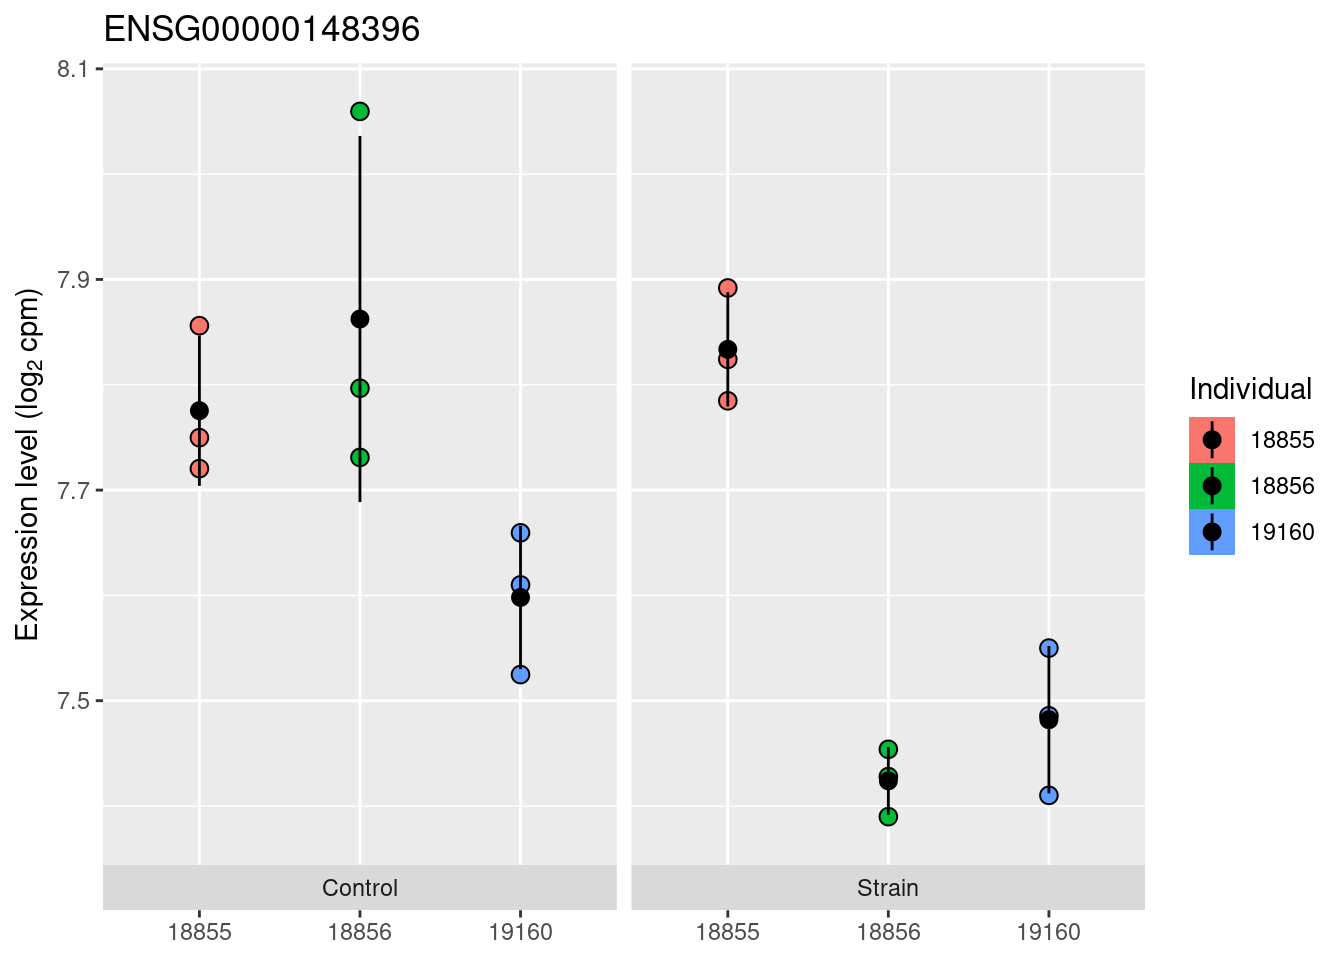 ENSG00000148396
Expression level (log₂ cpm)
8.1
7.9
7.7
7.5
Control
Strain
18855
18856
19160
18855
18856
19160
Individual
18855
18856
19160